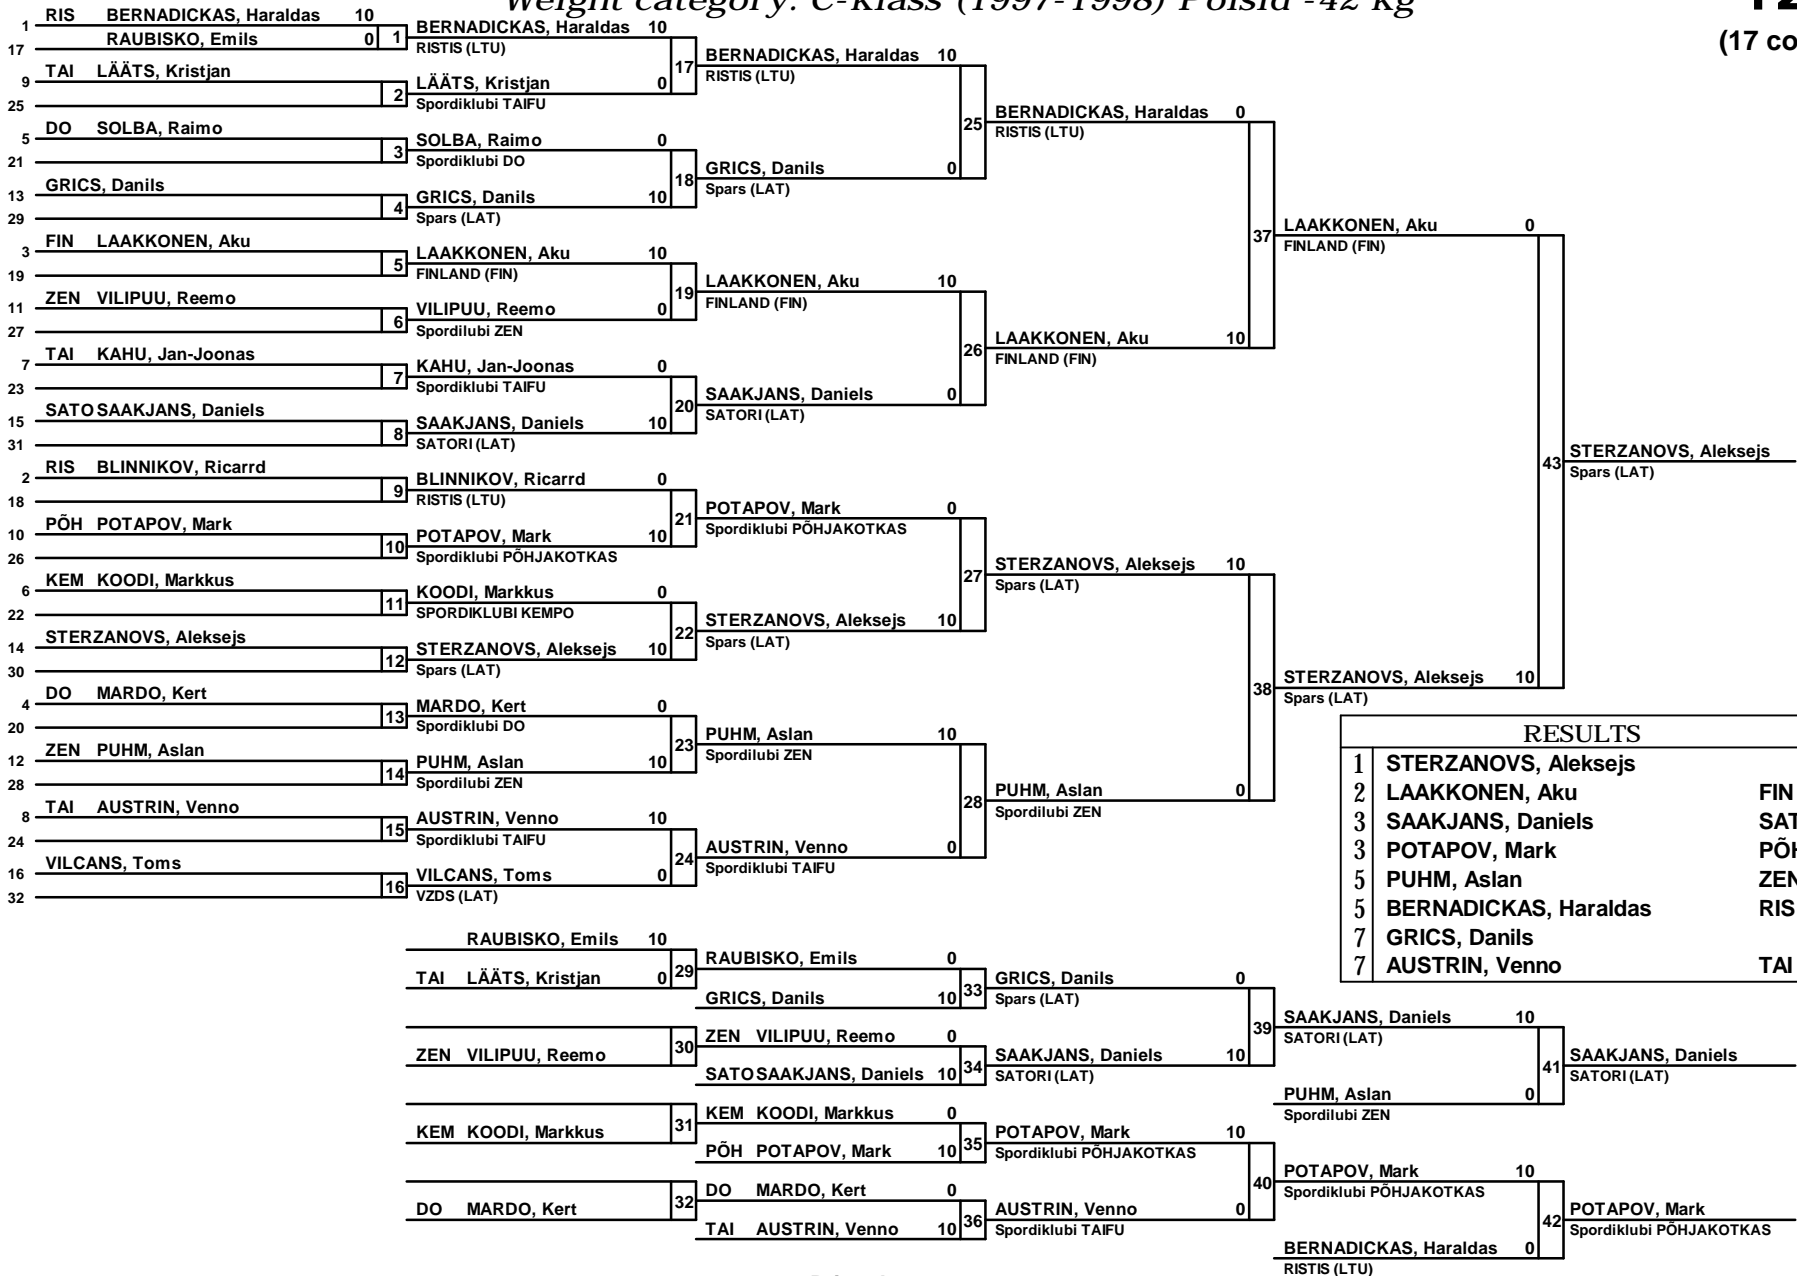 Weight category: C-klass (1997-1998) Poisid -42 kg
(17 co
1 RIS BERNADICKAS, Haraldas 10
17 RAUBISKO, Emils 0
1
9 TAI LÄÄTS, Kristjan
25
2
5 DO SOLBA, Raimo
21
3
13 GRICS, Danils
29
4
3 FIN LAAKKONEN, Aku
19
5
11 ZEN VILIPUU, Reemo
27
6
7 TAI KAHU, Jan-Joonas
23
7
15 SATO SAAKJANS, Daniels
31
8
2 RIS BLINNIKOV, Ricarrd
18
9
10 PÕH POTAPOV, Mark
26
10
6 KEM KOODI, Markkus
22
11
14 STERZANOVS, Aleksejs
30
12
4 DO MARDO, Kert
20
13
12 ZEN PUHM, Aslan
28
14
8 TAI AUSTRIN, Venno
24
15
16 VILCANS, Toms
32
16
BERNADICKAS, Haraldas 10
RISTIS (LTU)
17
LÄÄTS, Kristjan 0
Spordiklubi TAIFU
SOLBA, Raimo 0
Spordiklubi DO
18
GRICS, Danils 10
Spars (LAT)
LAAKKONEN, Aku 10
FINLAND (FIN)
19
VILIPUU, Reemo 0
Spordilubi ZEN
KAHU, Jan-Joonas 0
Spordiklubi TAIFU
20
SAAKJANS, Daniels 10
SATORI (LAT)
BLINNIKOV, Ricarrd 0
RISTIS (LTU)
21
POTAPOV, Mark 10
Spordiklubi PÕHJAKOTKAS
KOODI, Markkus 0
SPORDIKLUBI KEMPO
22
STERZANOVS, Aleksejs 10
Spars (LAT)
MARDO, Kert 0
Spordiklubi DO
23
PUHM, Aslan 10
Spordilubi ZEN
AUSTRIN, Venno 10
Spordiklubi TAIFU
24
VILCANS, Toms 0
VZDS (LAT)
BERNADICKAS, Haraldas 10
RISTIS (LTU)
25
GRICS, Danils 0
Spars (LAT)
LAAKKONEN, Aku 10
FINLAND (FIN)
26
SAAKJANS, Daniels 0
SATORI (LAT)
POTAPOV, Mark 0
Spordiklubi PÕHJAKOTKAS
27
STERZANOVS, Aleksejs 10
Spars (LAT)
PUHM, Aslan 10
Spordilubi ZEN
28
AUSTRIN, Venno 0
Spordiklubi TAIFU
BERNADICKAS, Haraldas 0
RISTIS (LTU)
37
LAAKKONEN, Aku 10
FINLAND (FIN)
STERZANOVS, Aleksejs 10
Spars (LAT)
38
PUHM, Aslan 0
Spordilubi ZEN
LAAKKONEN, Aku 0
FINLAND (FIN)
43
STERZANOVS, Aleksejs 10
Spars (LAT)
STERZANOVS, Aleksejs
Spars (LAT)
RESULTS
1 STERZANOVS, Aleksejs
2 LAAKKONEN, Aku FIN
3 SAAKJANS, Daniels SAT
3 POTAPOV, Mark PÕH
5 PUHM, Aslan ZEN
5 BERNADICKAS, Haraldas RIS
7 GRICS, Danils
7 AUSTRIN, Venno TAI
RAUBISKO, Emils 10
29
TAI LÄÄTS, Kristjan 0
30
ZEN VILIPUU, Reemo
31
KEM KOODI, Markkus
32
DO MARDO, Kert
RAUBISKO, Emils 0
33
GRICS, Danils 10
ZEN VILIPUU, Reemo 0
34
SATO SAAKJANS, Daniels 10
KEM KOODI, Markkus 0
35
PÕH POTAPOV, Mark 10
DO MARDO, Kert 0
36
TAI AUSTRIN, Venno 10
GRICS, Danils 0
Spars (LAT)
39
SAAKJANS, Daniels 10
SATORI (LAT)
POTAPOV, Mark 10
Spordiklubi PÕHJAKOTKAS
40
AUSTRIN, Venno 0
Spordiklubi TAIFU
SAAKJANS, Daniels 10
SATORI (LAT)
41
PUHM, Aslan 0
Spordilubi ZEN
POTAPOV, Mark 10
Spordiklubi PÕHJAKOTKAS
42
BERNADICKAS, Haraldas 0
RISTIS (LTU)
SAAKJANS, Daniels
SATORI (LAT)
POTAPOV, Mark
Spordiklubi PÕHJAKOTKAS